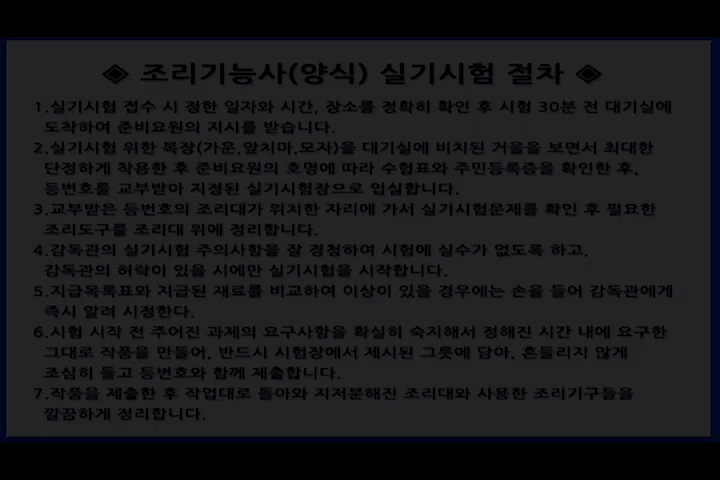 ◈ 조리기능사(양식) 실기시험 절차 ◈
1.실기시험 접수 시 정한 일자와 시간, 장소를 정확히 확인 후 시험 30분 전 대기실에
도착하여 준비요원의 지시를 받습니다.
2.실기시험 위한 복장(가운,앞치마,모자)을 대기실에 비치된 거울을 보면서 최대한
단정하게 착용한 후 준비요원의 호명에 따라 수험표와 주민등록증을 확인한 후,
등번호를 교부받아 지정된 실기시험장으로 입실합니다.
3.교부받은 등번호의 조리대가 위치한 자리에 가서 실기시험문제를 확인 후 필요한
조리도구를 조리대 위에 정리합니다.
4.감독관의 실기시험 주의사항을 잘 경청하여 시험에 실수가 없도록 하고,
감독관의 허락이 있을 시에만 실기시험을 시작합니다.
5.지급목록표와 지급된 재료를 비교하여 이상이 있을 경우에는 손을 들어 감독관에게
즉시 알려 시정한다.
6.시험 시작 전 주어진 과제의 요구사항을 확실히 숙지해서 정해진 시간 내에 요구한
그대로 작품을 만들어, 반드시 시험장에서 제시된 그릇에 담아, 흔들리지 않게
조심히 들고 등번호와 함께 제출합니다.
7.작품을 제출한 후 작업대로 돌아와 지저분해진 조리대와 사용한 조리기구들을
깔끔하게 정리합니다.